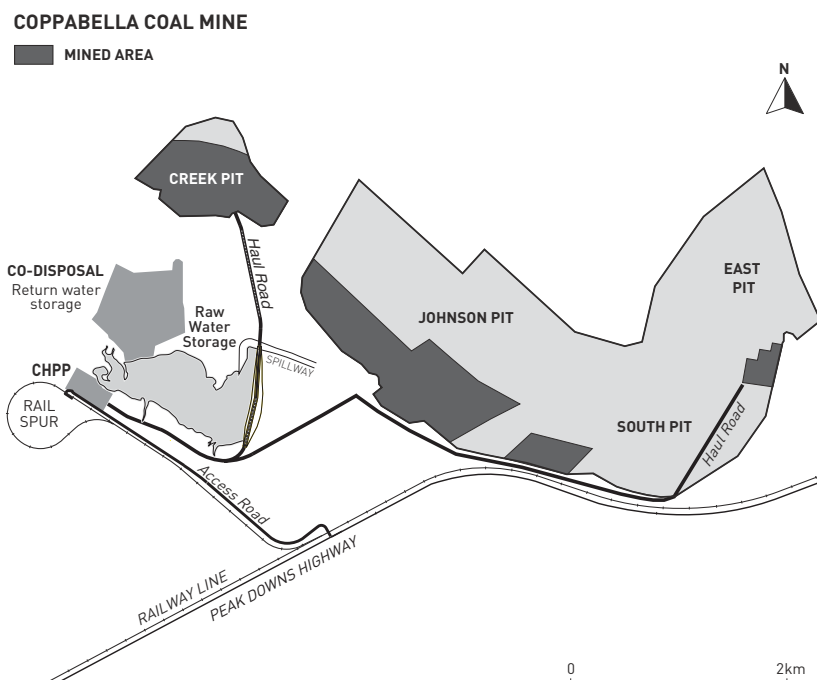 COPPABELLA COAL MINE
MINED AREA
N
CREEK PIT
Haul Road
CO-DISPOSAL
Return water
storage
Raw
Water
Storage
SPILLWAY
CHPP
RAIL
SPUR
Access Road
JOHNSON PIT
EAST
PIT
SOUTH PIT
Haul Road
RAILWAY LINE
PEAK DOWNS HIGHWAY
0
2km